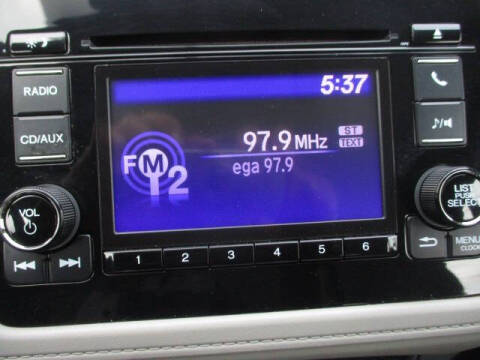 5:37
RADIO
CD/AUX
97.9 MHz
ST
TEXT
ega 97.9
FM
12
VOL
LIST
PUSH
SELECT
MENU
CLOCK
1 2 3 4 5 6